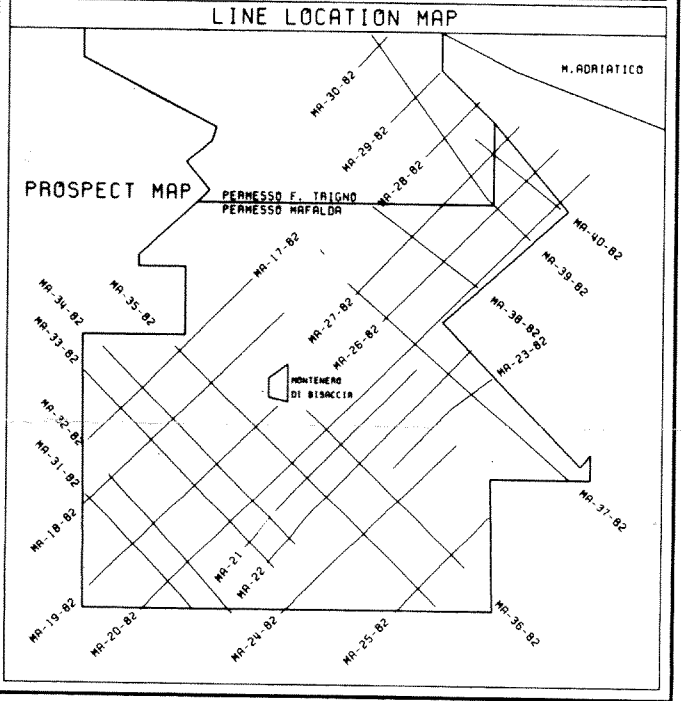 LINE LOCATION MAP
M.ADRIATICO
MA-30-82
MA-29-82
MA-28-82
PROSPECT MAP
PERMESSO F. TRIGNO
PERMESSO MAFALDA
MA-17-82
MA-40-82
MA-39-82
MA-34-82
MA-35-82
MA-33-82
MA-27-82
MA-26-82
MA-38-82
MA-23-82
MONTENERO
DI BISACCIA
MA-32-82
MA-31-82
MA-18-82
MA-37-82
MA-21
MA-22
MA-19-82
MA-20-82
MA-24-82
MA-25-82
MA-36-82